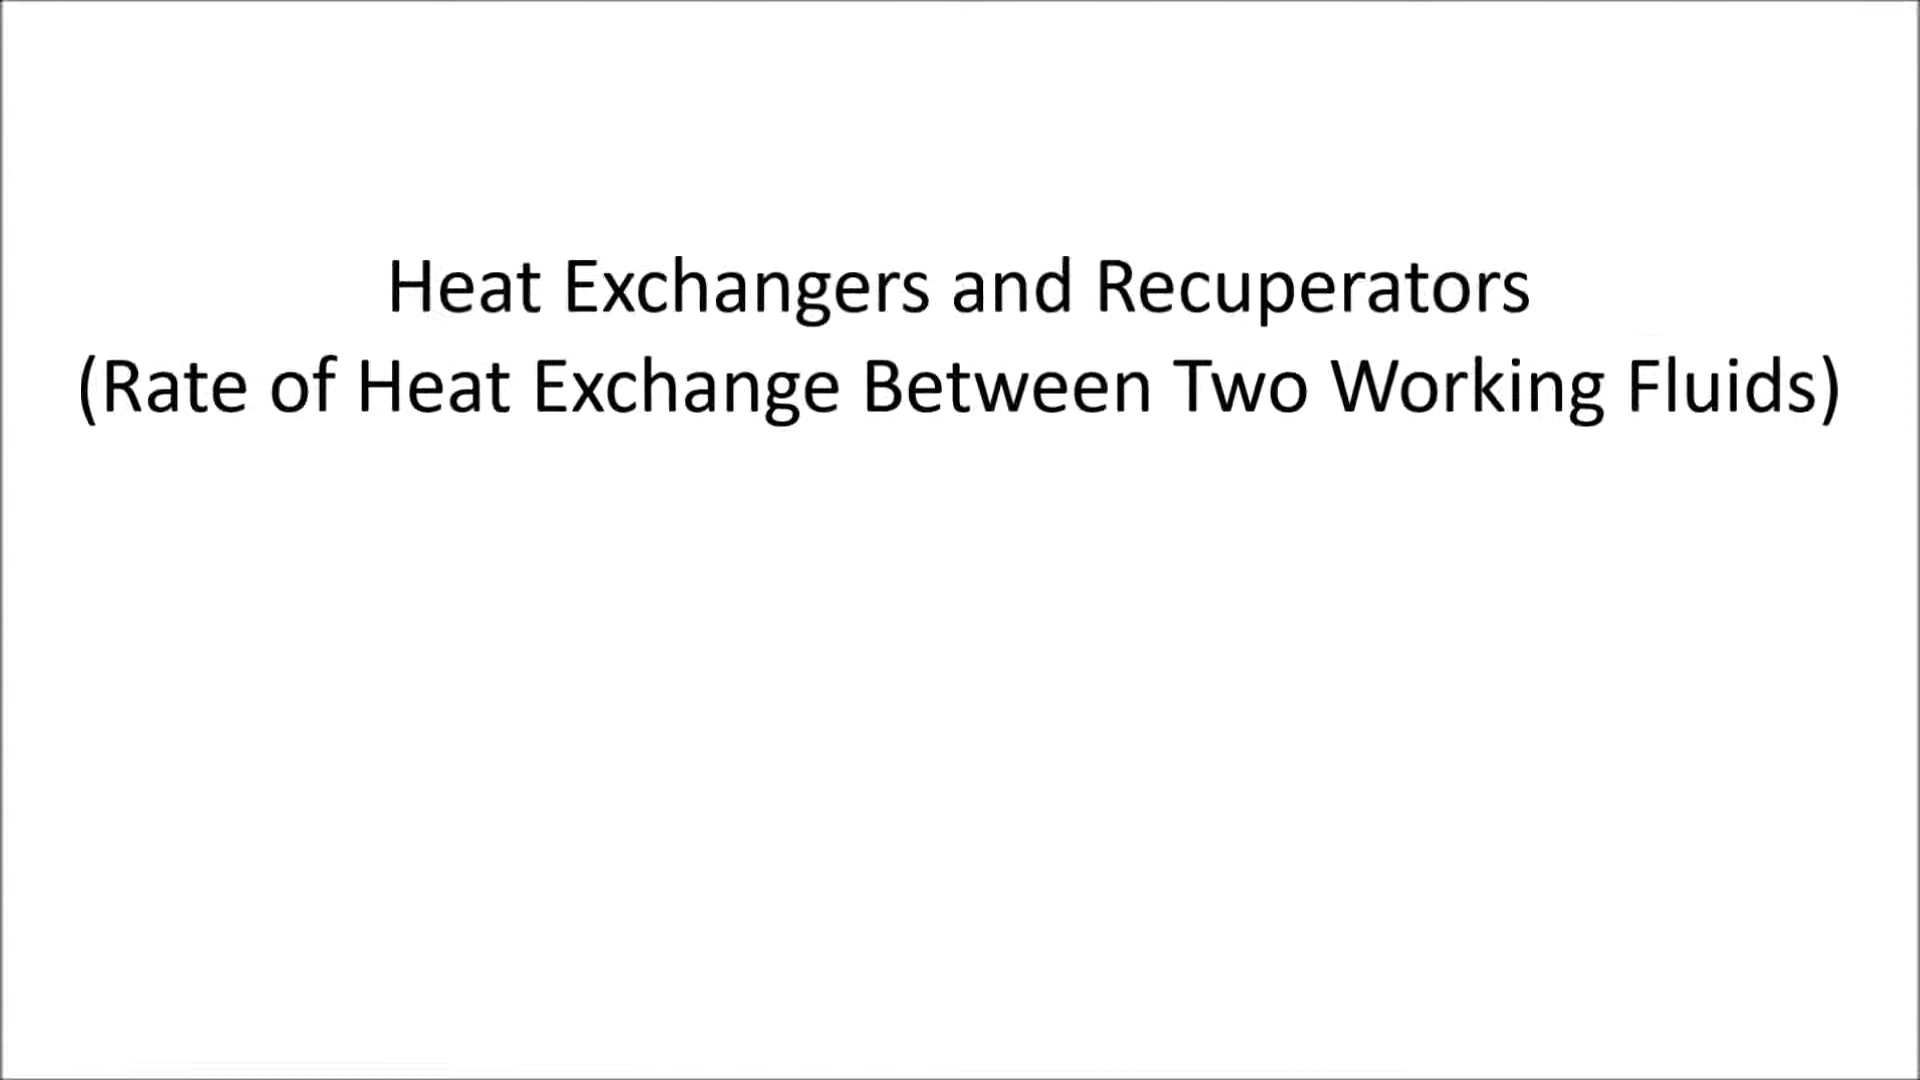 Heat Exchangers and Recuperators
(Rate of Heat Exchange Between Two Working Fluids)